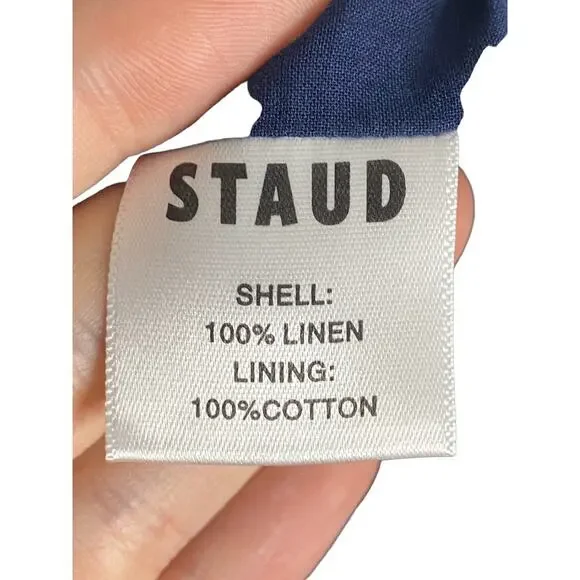 STAUD
SHELL:
100% LINEN
LINING:
100%COTTON